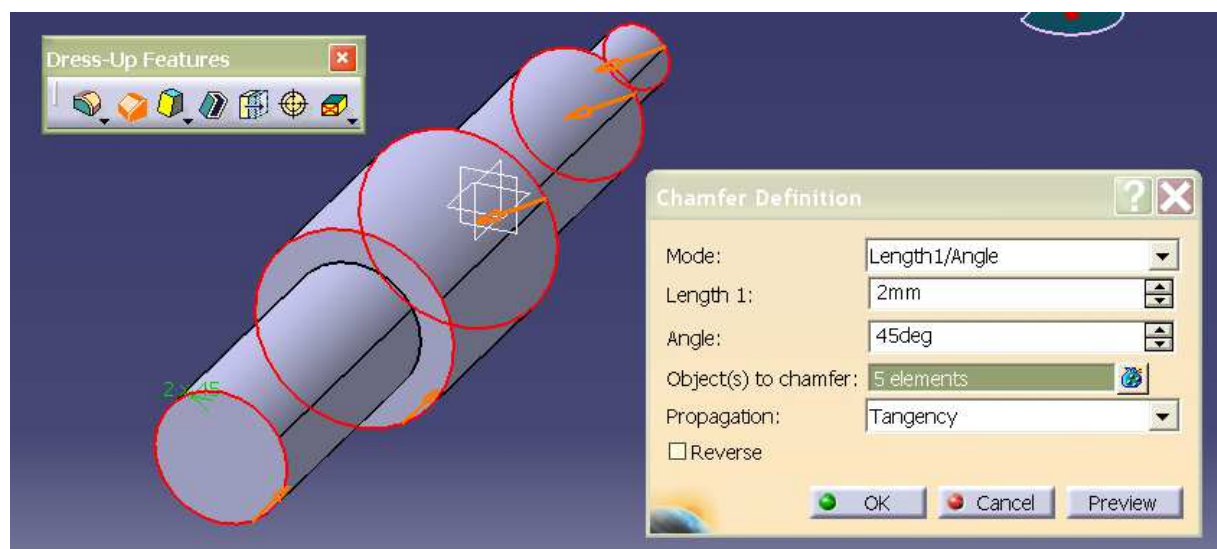 Dress-Up Features
Chamfer Definition
Mode: Length1/Angle
Length 1: 2mm
Angle: 45deg
Object(s) to chamfer: 5 elements
Propagation: Tangency
Reverse
OK Cancel Preview